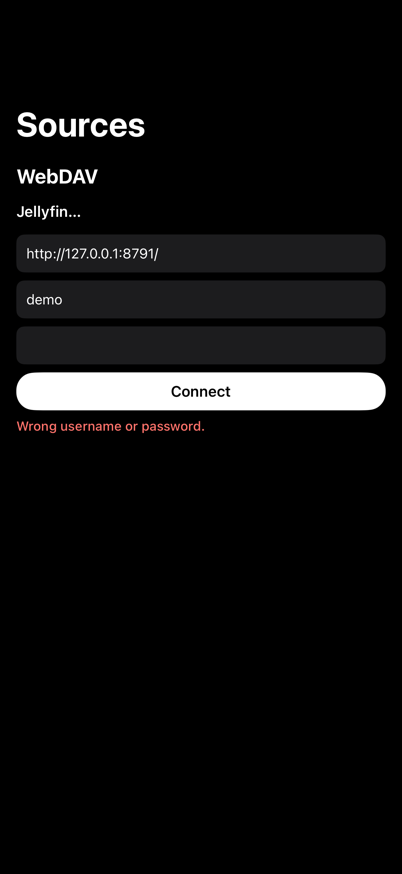 Sources
WebDAV
Jellyfin...
http://127.0.0.1:8791/
demo
Connect
Wrong username or password.